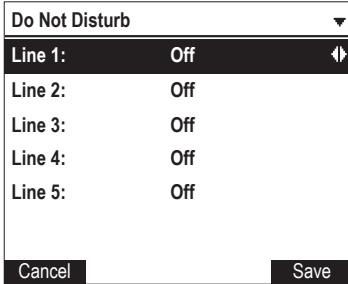 Do Not Disturb
Line 1: Off
Line 2: Off
Line 3: Off
Line 4: Off
Line 5: Off
Cancel Save